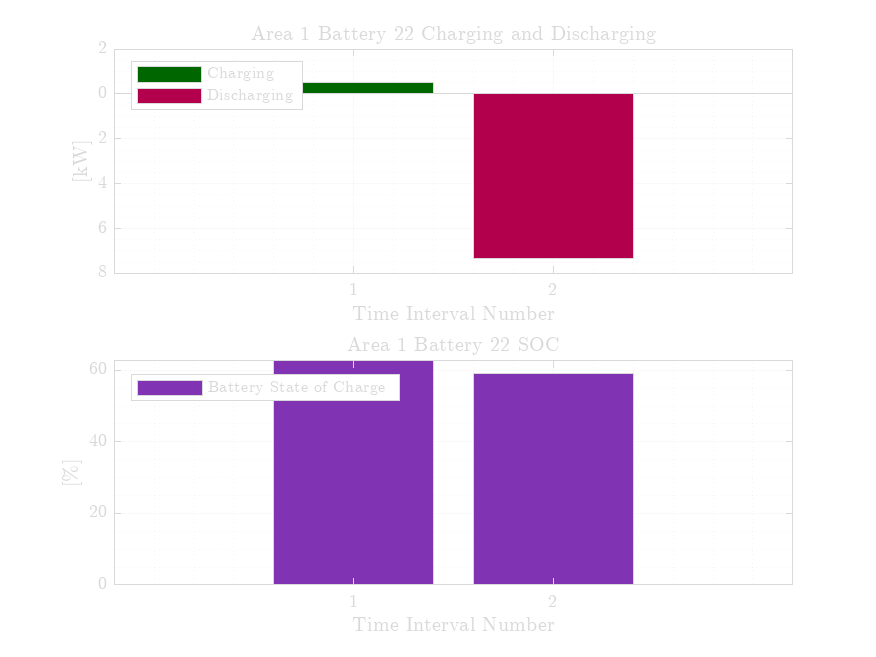 Area 1 Battery 22 Charging and Discharging
2
Charging
0
Discharging
2
[kW]
4
6
8
1 2
Time Interval Number
Area 1 Battery 22 SOC
60
Battery State of Charge
40
[%]
20
0
1 2
Time Interval Number